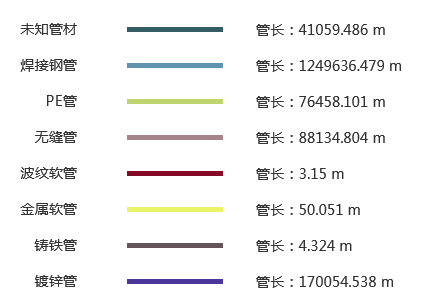 未知管材 管长：41059.486 m
焊接钢管 管长：1249636.479 m
PE管 管长：76458.101 m
无缝管 管长：88134.804 m
波纹软管 管长：3.15 m
金属软管 管长：50.051 m
铸铁管 管长：4.324 m
镀锌管 管长：170054.538 m